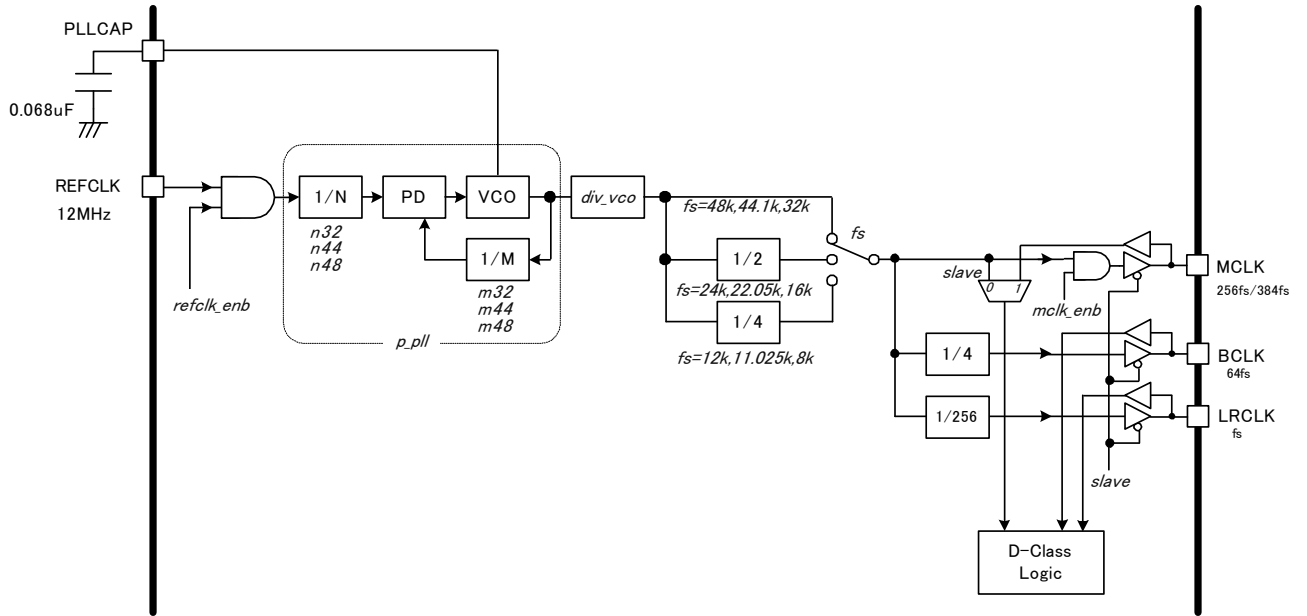 PLLCAP
0.068uF
REFCLK
12MHz
refclk_enb
1/N
n32
n44
n48
PD
VCO
1/M
m32
m44
m48
p_pll
div_vco
fs=48k,44.1k,32k
1/2
fs=24k,22.05k,16k
1/4
fs=12k,11.025k,8k
fs
slave
0 1
mclk_enb
MCLK
256fs/384fs
1/4
BCLK
64fs
1/256
LRCLK
fs
slave
D-Class
Logic